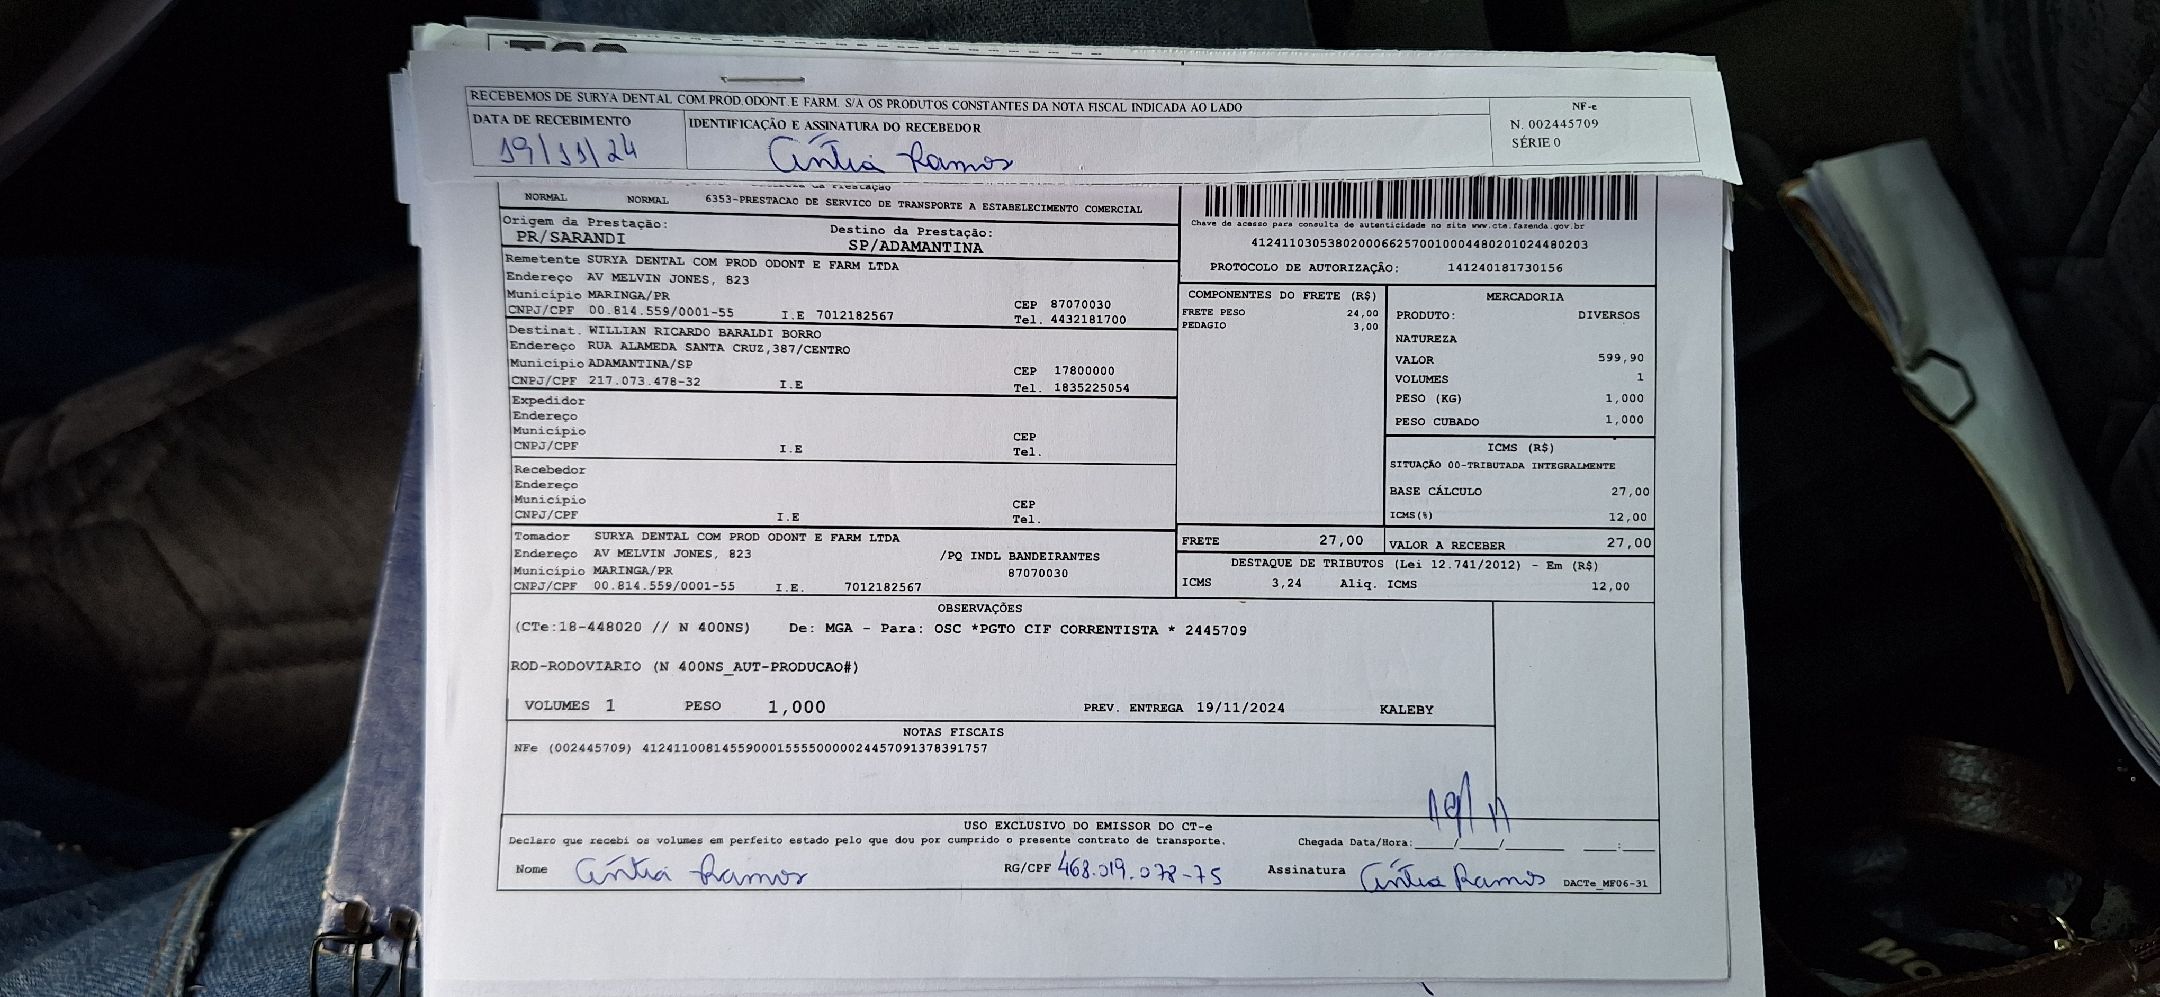 RECEBEMOS DE SURYA DENTAL COM.PROD.ODONT.E FARM. S/A OS PRODUTOS CONSTANTES DA NOTA FISCAL INDICADA AO LADO
NF-e
N. 002445709
SÉRIE 0
DATA DE RECEBIMENTO
19/11/24
IDENTIFICAÇÃO E ASSINATURA DO RECEBEDOR
Cíntia Ramos
NORMAL NORMAL 6353-PRESTACAO DE SERVICO DE TRANSPORTE A ESTABELECIMENTO COMERCIAL
Origem da Prestação:
PR/SARANDI
Destino da Prestação:
SP/ADAMANTINA
Chave de acesso para consulta de autenticidade no site www.cte.fazenda.gov.br
41241103053802000662570010004480201024480203
PROTOCOLO DE AUTORIZAÇÃO: 141240181730156
Remetente SURYA DENTAL COM PROD ODONT E FARM LTDA
Endereço AV MELVIN JONES, 823
Município MARINGA/PR CEP 87070030
CNPJ/CPF 00.814.559/0001-55 I.E 7012182567 Tel. 4432181700
Destinat. WILLIAN RICARDO BARALDI BORRO
Endereço RUA ALAMEDA SANTA CRUZ,387/CENTRO
Município ADAMANTINA/SP CEP 17800000
CNPJ/CPF 217.073.478-32 I.E Tel. 1835225054
Expedidor
Endereço
Município CEP
CNPJ/CPF I.E Tel.
Recebedor
Endereço
Município CEP
CNPJ/CPF I.E Tel.
Tomador SURYA DENTAL COM PROD ODONT E FARM LTDA
Endereço AV MELVIN JONES, 823 /PQ INDL BANDEIRANTES
Município MARINGA/PR 87070030
CNPJ/CPF 00.814.559/0001-55 I.E. 7012182567
COMPONENTES DO FRETE (R$)
FRETE PESO 24,00
PEDAGIO 3,00
MERCADORIA
PRODUTO: DIVERSOS
NATUREZA
VALOR 599,90
VOLUMES 1
PESO (KG) 1,000
PESO CUBADO 1,000
ICMS (R$)
SITUAÇÃO 00-TRIBUTADA INTEGRALMENTE
BASE CÁLCULO 27,00
ICMS(%) 12,00
FRETE 27,00
VALOR A RECEBER 27,00
DESTAQUE DE TRIBUTOS (Lei 12.741/2012) - Em (R$)
ICMS 3,24 Aliq. ICMS 12,00
OBSERVAÇÕES
(CTe:18-448020 // N 400NS) De: MGA - Para: OSC *PGTO CIF CORRENTISTA * 2445709
ROD-RODOVIARIO (N 400NS_AUT-PRODUCAO#)
VOLUMES 1 PESO 1,000 PREV. ENTREGA 19/11/2024 KALEBY
NOTAS FISCAIS
NFe (002445709) 41241100814559000155550000024457091378391757
USO EXCLUSIVO DO EMISSOR DO CT-e
Declaro que recebi os volumes em perfeito estado pelo que dou por cumprido o presente contrato de transporte.
Chegada Data/Hora: 19/11
Nome Cíntia Ramos RG/CPF 468.019.078-75 Assinatura Cíntia Ramos DACTe_MF06-31